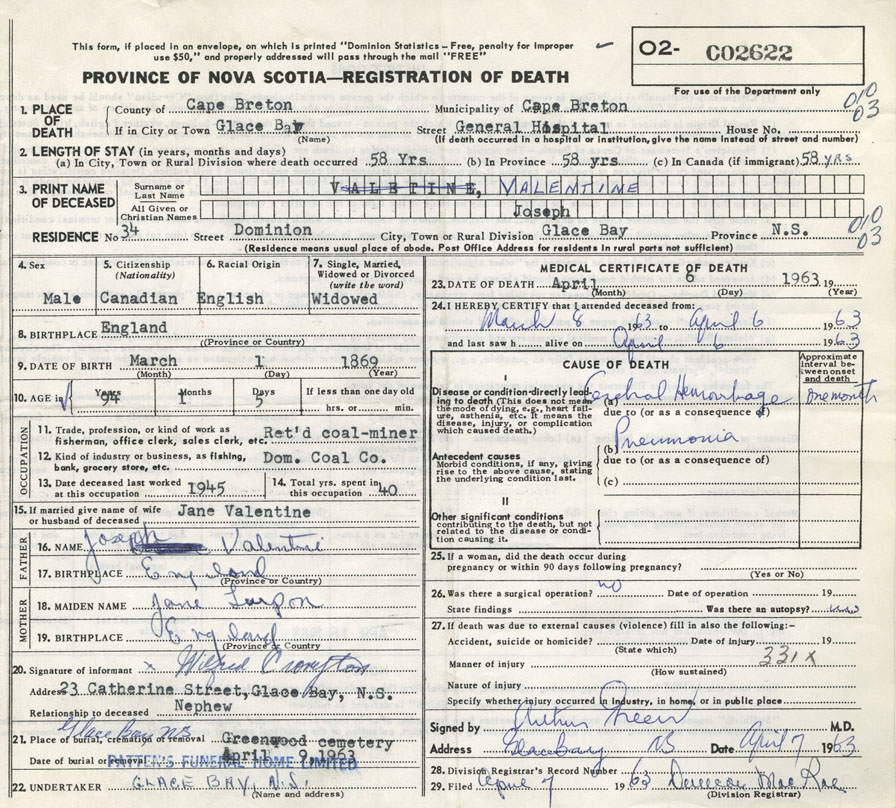 This form, if placed in an envelope, on which is printed "Dominion Statistics – Free, penalty for improper
use $50," and properly addressed will pass through the mail "FREE"
PROVINCE OF NOVA SCOTIA—REGISTRATION OF DEATH
O2- C02622
For use of the Department only
1. PLACE OF DEATH County of Cape Breton Municipality of Cape Breton
If in City or Town Glace Bay Street General Hospital House No.
(Name) (If death occurred in a hospital or institution, give the name instead of street and number)
010
03
2. LENGTH OF STAY (in years, months and days)
(a) In City, Town or Rural Division where death occurred 58 Yrs (b) In Province 58 yrs (c) In Canada (if immigrant) 58 YRS
3. PRINT NAME OF DECEASED Surname or Last Name VALETINE, VALENTINE
All Given or Christian Names Joseph
RESIDENCE No 34 Street Dominion City, Town or Rural Division Glace Bay Province N.S.
(Residence means usual place of abode. Post Office Address for residents in rural parts not sufficient)
010
03
4. Sex 5. Citizenship (Nationality) 6. Racial Origin 7. Single, Married, Widowed or Divorced (write the word)
Male Canadian English Widowed
8. BIRTHPLACE England
(Province or Country)
9. DATE OF BIRTH March 1 1869
(Month) (Day) (Year)
10. AGE in Years Months Days If less than one day old
94 1 5 hrs. or min.
OCCUPATION
11. Trade, profession, or kind of work as Ret'd coal-miner
fisherman, office clerk, sales clerk, etc.
12. Kind of industry or business, as fishing, Dom. Coal Co.
bank, grocery store, etc.
13. Date deceased last worked at this occupation 1945 14. Total yrs. spent in this occupation 40
15. If married give name of wife or husband of deceased Jane Valentine
FATHER
16. NAME Joseph Valentine
17. BIRTHPLACE England
(Province or Country)
MOTHER
18. MAIDEN NAME Jane
19. BIRTHPLACE England
(Province or Country
20. Signature of informant x Wilfred Crompton
Address 23 Catherine Street, Glace Bay, N.S.
Relationship to deceased Nephew
Glace Bay NS
21. Place of burial, cremation or removal Greenwood cemetery
Date of burial or removal April 9, 1963
PATTEN'S FUNERAL HOME LIMITED
22. UNDERTAKER GLACE BAY, N.S.
(Name and address)
MEDICAL CERTIFICATE OF DEATH
23. DATE OF DEATH April 6 1963 19
(Month) (Day) (Year)
24. I HEREBY CERTIFY that I attended deceased from:
March 8 1963 to April 6 1963
and last saw h alive on April 6 1963
CAUSE OF DEATH
Approximate interval between onset and death
I
Disease or condition directly leading to death (This does not mean the mode of dying, e.g., heart failure, asthenia, etc. It means the disease, injury, or complication which caused death.)
(a) Cerebral Hemorrhage One month
due to (or as a consequence of)
(b) Pneumonia
Antecedent causes
Morbid conditions, if any, giving rise to the above cause, stating the underlying condition last.
due to (or as a consequence of)
(c)
II
Other significant conditions
contributing to the death, but not related to the disease or condition causing it.
25. If a woman, did the death occur during
pregnancy or within 90 days following pregnancy?
(Yes or No)
26. Was there a surgical operation? no Date of operation 19
State findings Was there an autopsy? no
27. If death was due to external causes (violence) fill in also the following:–
Accident, suicide or homicide? Date of injury 19
(State which)
Manner of injury 331 x
(How sustained)
Nature of injury
Specify whether injury occurred in industry, in home, or in public place
Signed by Arthur M.D.
Address Glace Bay NS Date April 7 1963
28. Division Registrar's Record Number
29. Filed April 7 1963 Duncan MacRae
(Division Registrar)